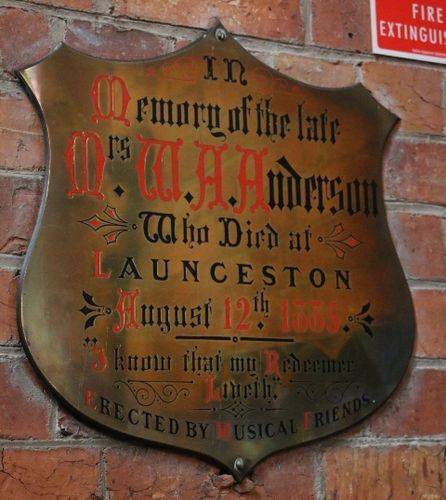 FIRE
EXTINGUIS
IN
Memory of the late
Mrs. W. A. Anderson
Who Died at
LAUNCESTON
August 12th. 1885.
"I know that my Redeemer
Liveth."
ERECTED BY MUSICAL FRIENDS.